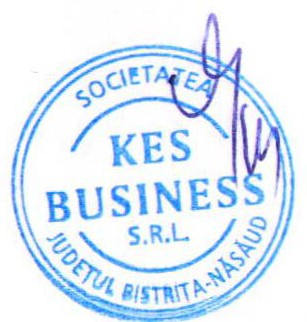 SOCIETATEA
KES
BUSINESS
S.R.L.
JUDEȚUL BISTRIȚA-NĂSĂUD